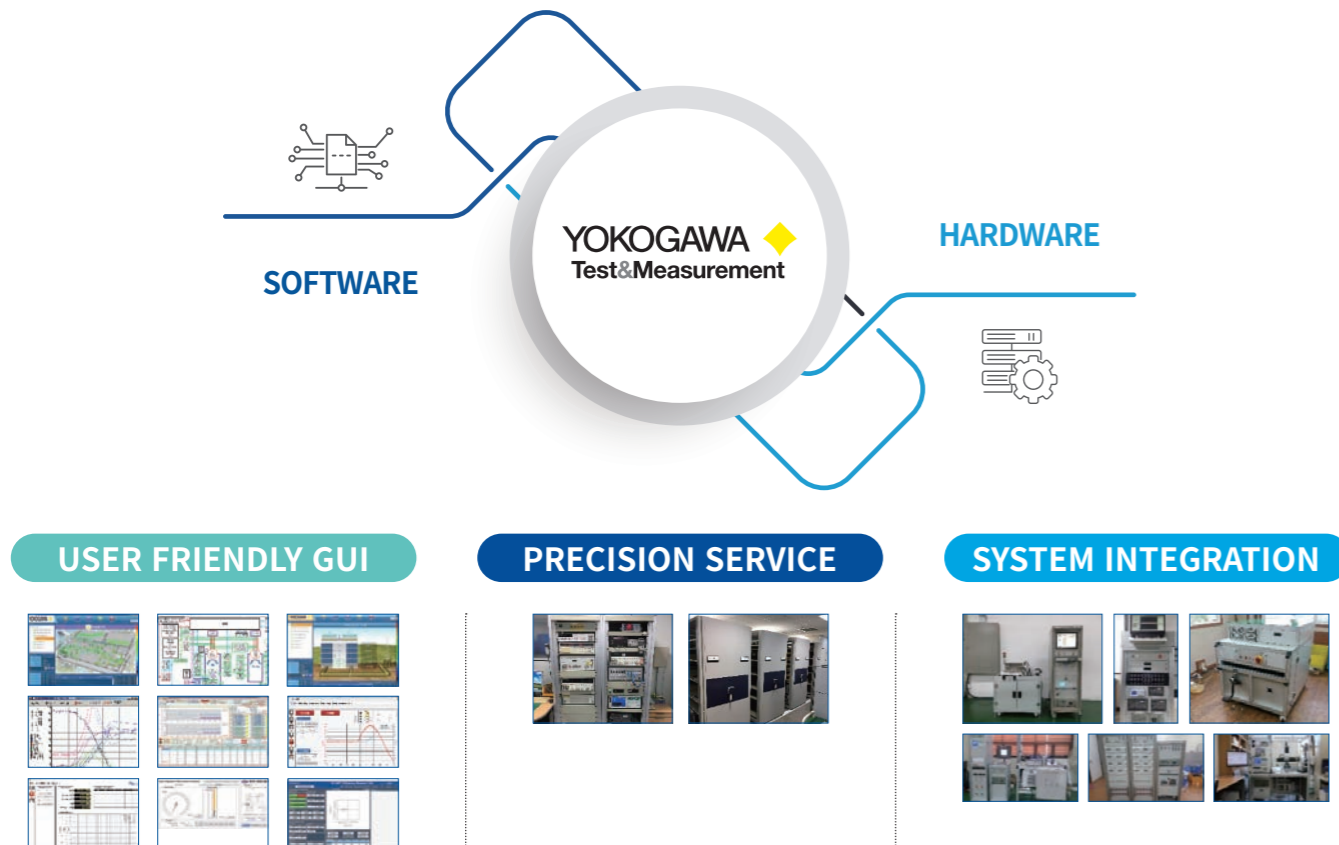 YOKOGAWA
Test&Measurement
SOFTWARE
HARDWARE
USER FRIENDLY GUI
PRECISION SERVICE
SYSTEM INTEGRATION